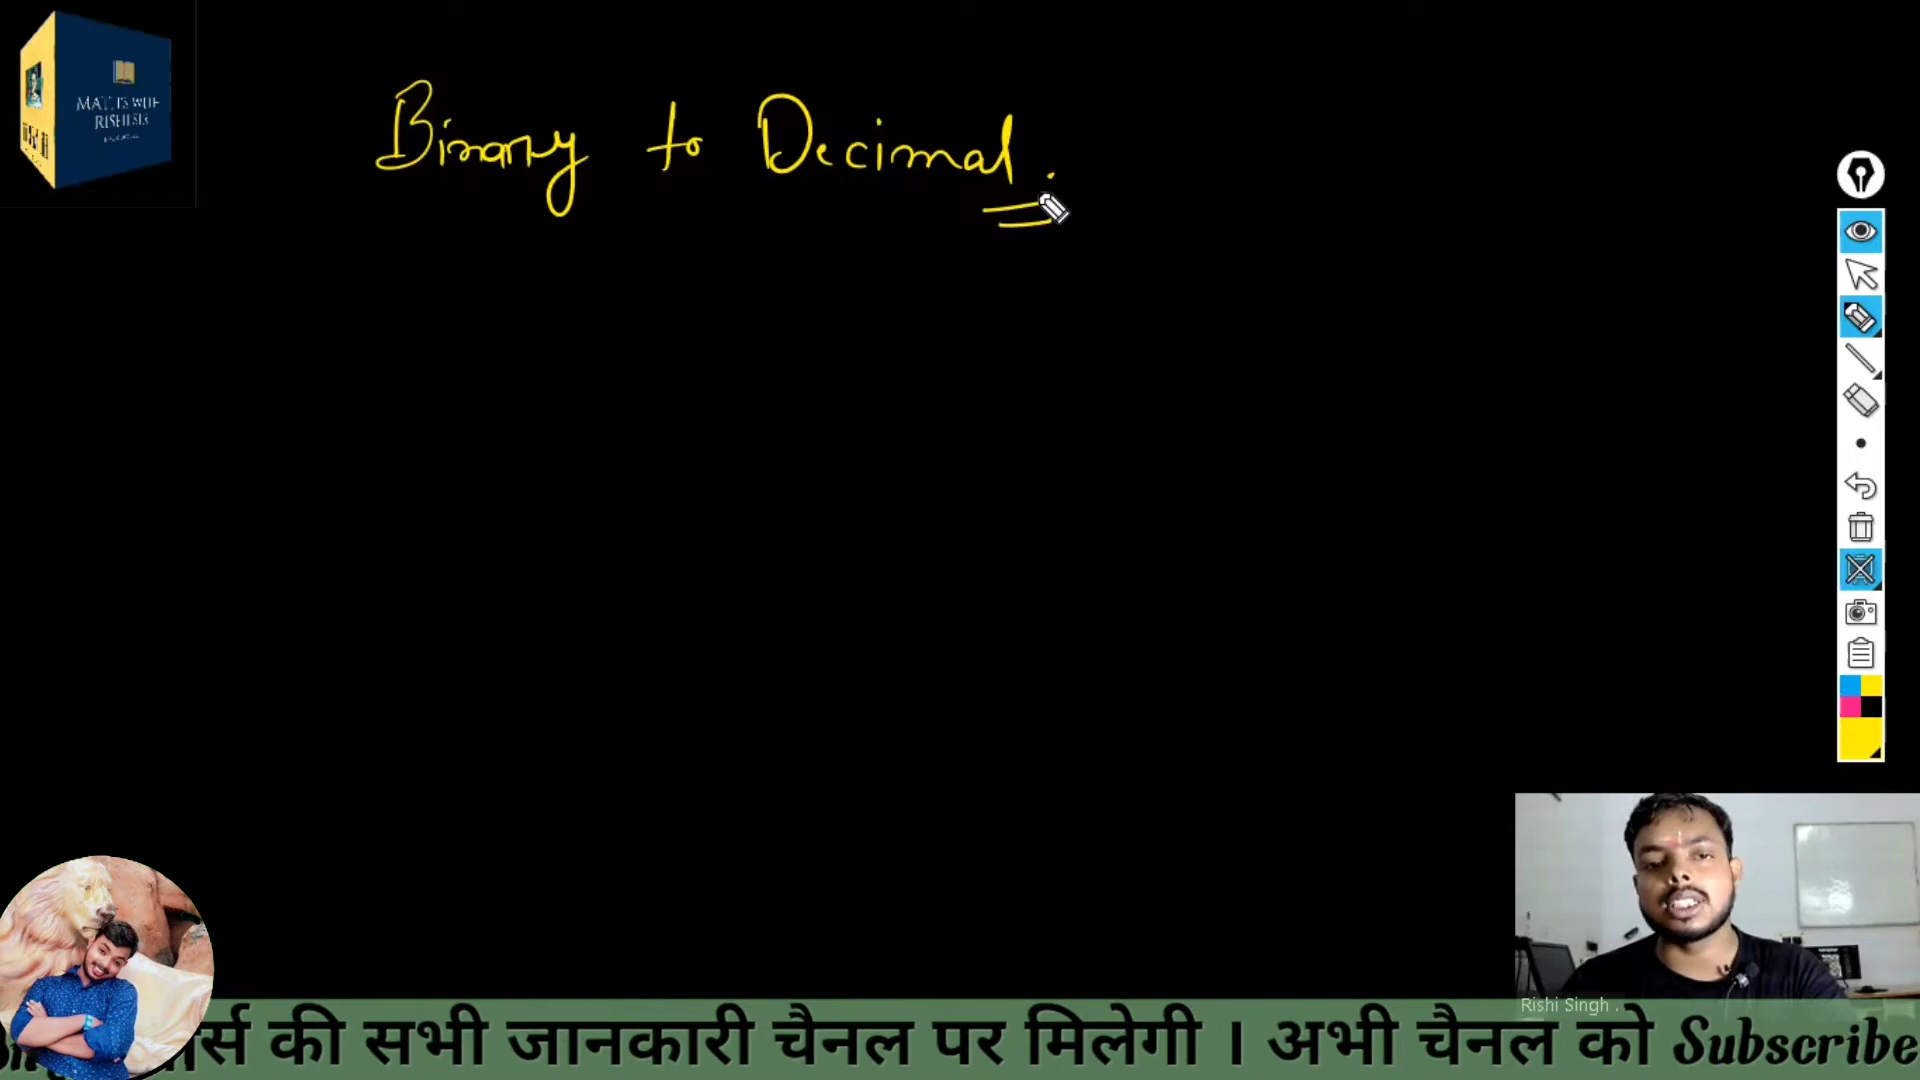 Binary to Decimal.
Rishi Singh .
र्स की सभी जानकारी चैनल पर मिलेगी । अभी चैनल को Subscribe